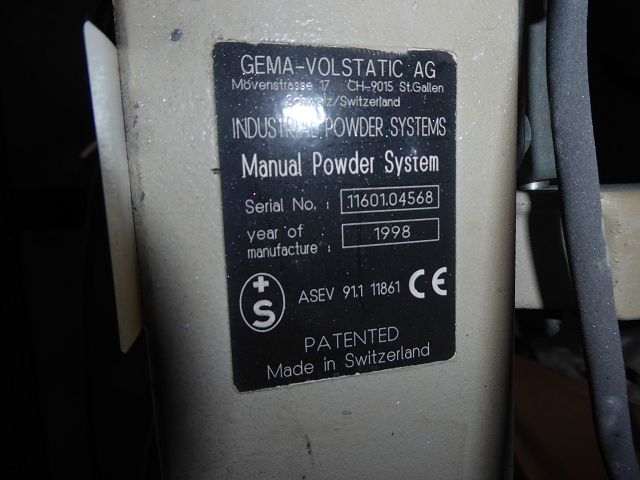 GEMA-VOLSTATIC AG
Mövenstrasse 17 CH-9015 St.Gallen
Schweiz/Switzerland
INDUSTRIAL POWDER SYSTEMS
Manual Powder System
Serial No. : 11601.04568
year of
manufacture : 1998
+
S
ASEV 91.1 11861 CE
PATENTED
Made in Switzerland